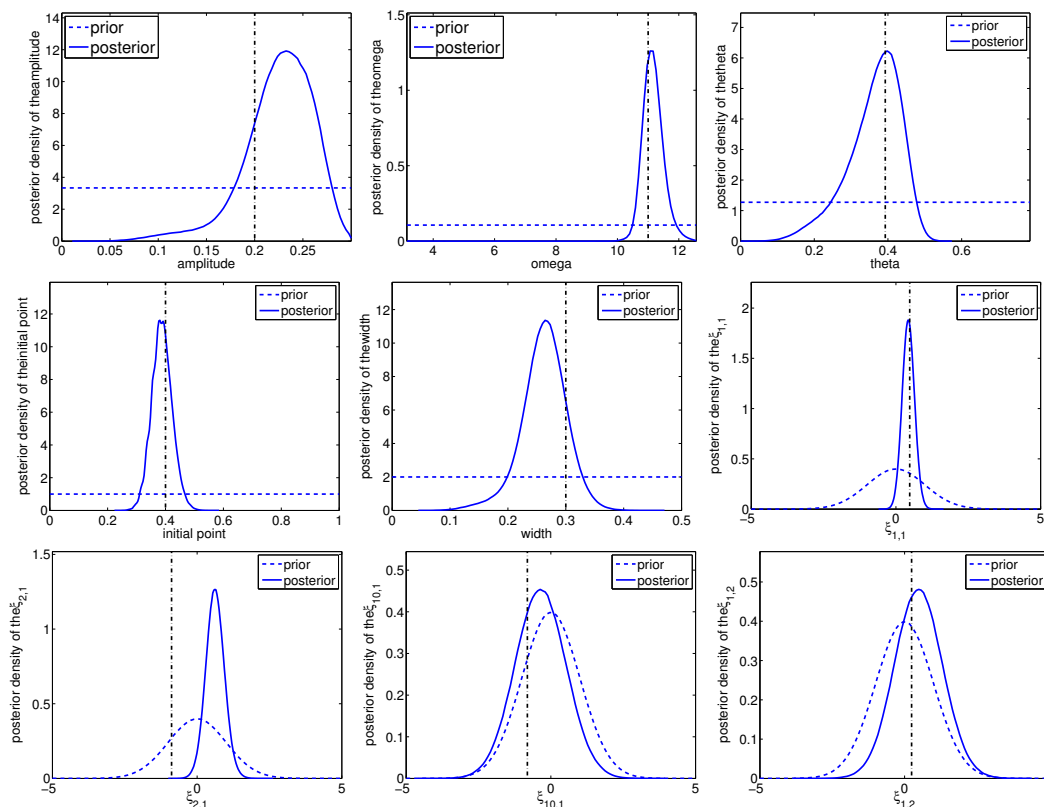 posterior density of theamplitude
14
12
10
8
6
4
2
0
0 0.05 0.1 0.15 0.2 0.25
amplitude
prior
posterior
posterior density of theomega
1.5
1
0.5
0
4 6 8 10 12
omega
prior
posterior
posterior density of thetheta
7
6
5
4
3
2
1
0
0 0.2 0.4 0.6
theta
prior
posterior
posterior density of theinitial point
12
10
8
6
4
2
0
0 0.2 0.4 0.6 0.8 1
initial point
prior
posterior
posterior density of thewidth
12
10
8
6
4
2
0
0 0.1 0.2 0.3 0.4 0.5
width
prior
posterior
posterior density of theξ1,1
2
1.5
1
0.5
0
−5 0 5
ξ1,1
prior
posterior
posterior density of theξ2,1
1.5
1
0.5
0
−5 0 5
ξ2,1
prior
posterior
posterior density of theξ10,1
0.5
0.4
0.3
0.2
0.1
0
−5 0 5
ξ10,1
prior
posterior
posterior density of theξ1,2
0.5
0.4
0.3
0.2
0.1
0
−5 0 5
ξ1,2
prior
posterior